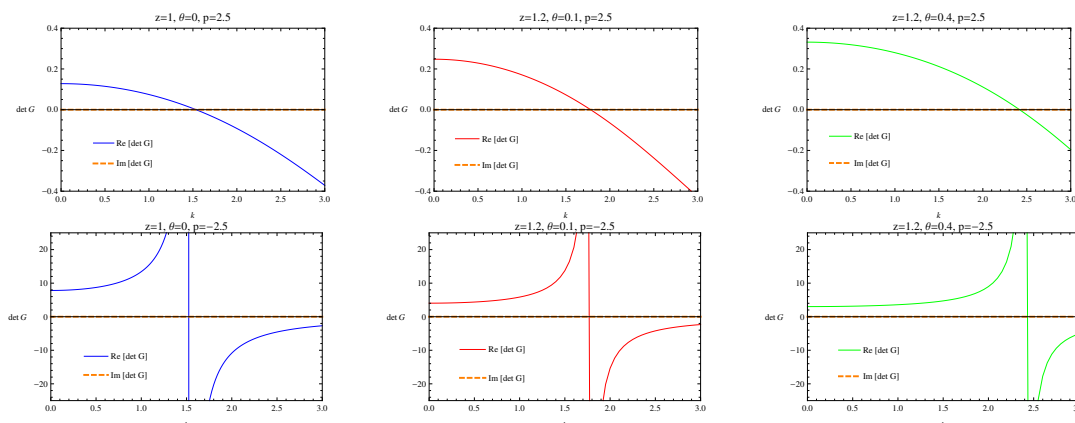 z=1, θ=0, p=2.5
0.4
0.2
0.0
−0.2
−0.4
det G
Re [det G]
Im [det G]
0.0 0.5 1.0 1.5 2.0 2.5 3.0
k
z=1.2, θ=0.1, p=2.5
0.4
0.2
0.0
−0.2
−0.4
det G
Re [det G]
Im [det G]
0.0 0.5 1.0 1.5 2.0 2.5 3.0
k
z=1.2, θ=0.4, p=2.5
0.4
0.2
0.0
−0.2
−0.4
det G
Re [det G]
Im [det G]
0.0 0.5 1.0 1.5 2.0 2.5 3.0
k
z=1, θ=0, p=−2.5
20
10
0
−10
−20
det G
Re [det G]
Im [det G]
0.0 0.5 1.0 1.5 2.0 2.5 3.0
z=1.2, θ=0.1, p=−2.5
20
10
0
−10
−20
det G
Re [det G]
Im [det G]
0.0 0.5 1.0 1.5 2.0 2.5 3.0
z=1.2, θ=0.4, p=−2.5
20
10
0
−10
−20
det G
Re [det G]
Im [det G]
0.0 0.5 1.0 1.5 2.0 2.5 3.0